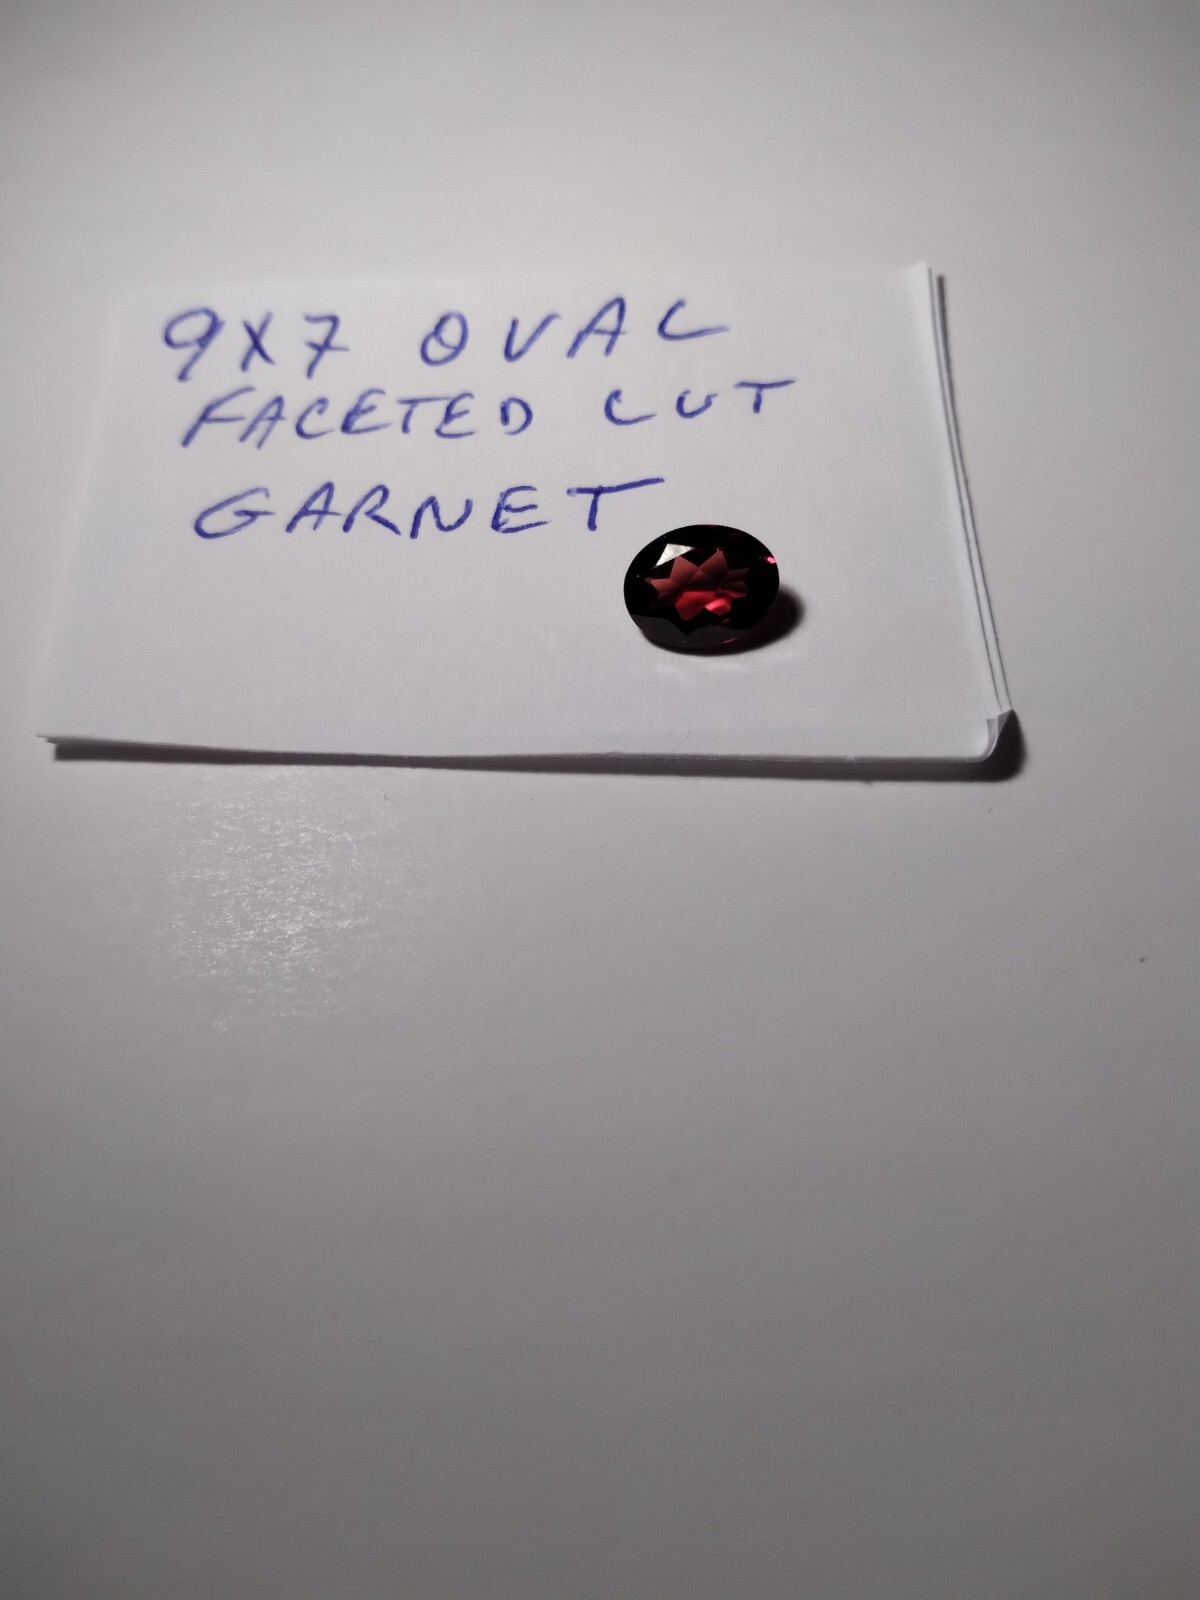 9X7 OVAL
FACETED CUT
GARNET